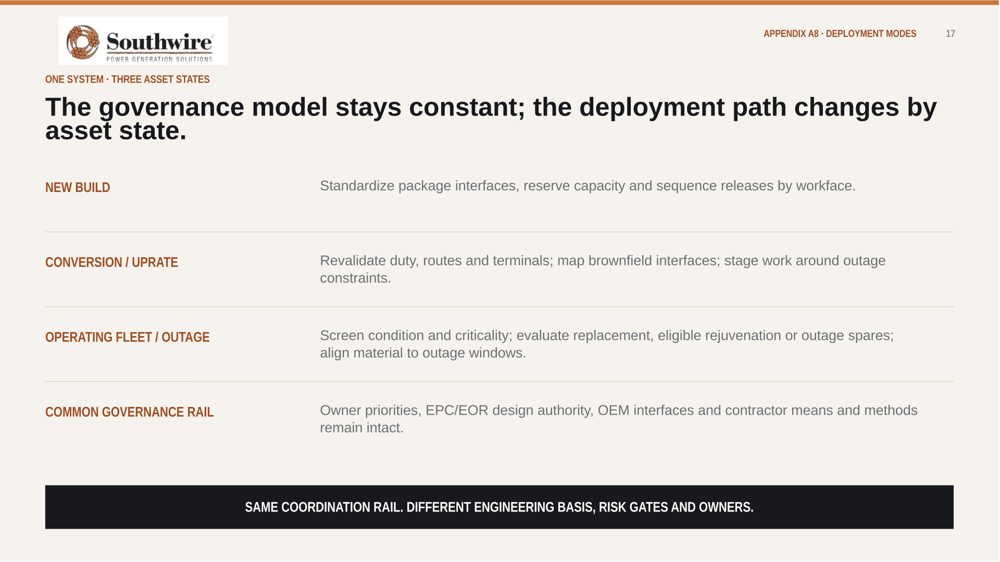 Southwire®
POWER GENERATION SOLUTIONS
APPENDIX A8 · DEPLOYMENT MODES 17
ONE SYSTEM · THREE ASSET STATES
The governance model stays constant; the deployment path changes by
asset state.
NEW BUILD
Standardize package interfaces, reserve capacity and sequence releases by workface.
CONVERSION / UPRATE
Revalidate duty, routes and terminals; map brownfield interfaces; stage work around outage
constraints.
OPERATING FLEET / OUTAGE
Screen condition and criticality; evaluate replacement, eligible rejuvenation or outage spares;
align material to outage windows.
COMMON GOVERNANCE RAIL
Owner priorities, EPC/EOR design authority, OEM interfaces and contractor means and methods
remain intact.
SAME COORDINATION RAIL. DIFFERENT ENGINEERING BASIS, RISK GATES AND OWNERS.